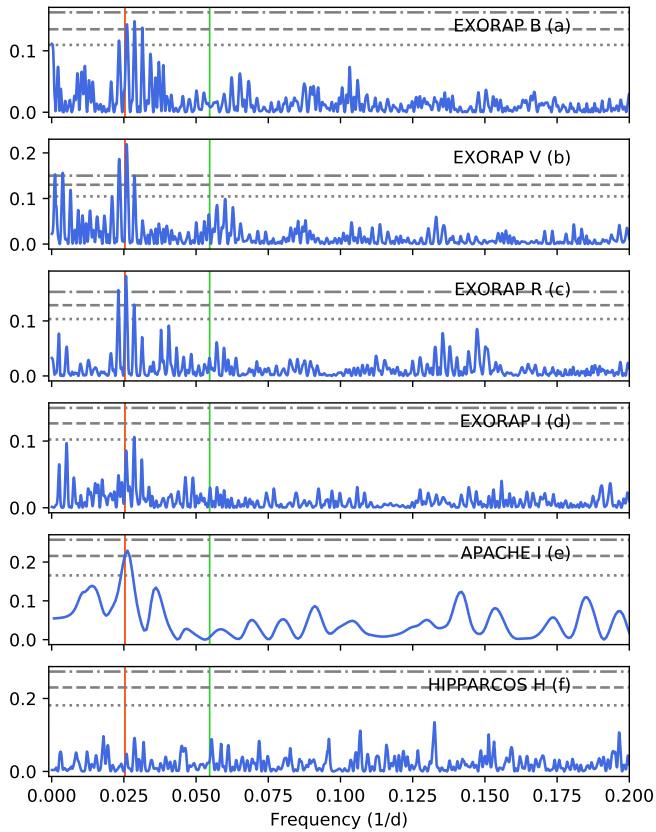 EXORAP B (a)
0.1
0.0
EXORAP V (b)
0.2
0.1
0.0
EXORAP R (c)
0.1
0.0
EXORAP I (d)
0.1
0.0
APACHE I (e)
0.2
0.1
0.0
HIPPARCOS H (f)
0.2
0.0
0.000 0.025 0.050 0.075 0.100 0.125 0.150 0.175 0.200
Frequency (1/d)